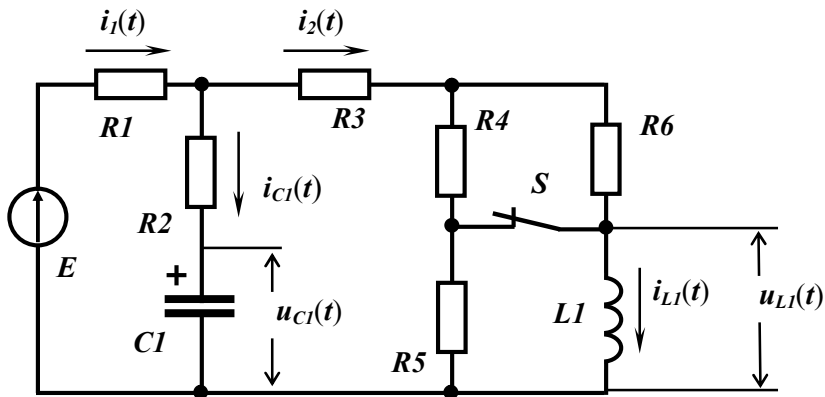 i1(t) i2(t)
R1 R3 R4 R6
R2 iC1(t) S
E + uC1(t) L1 iL1(t) uL1(t)
C1 R5